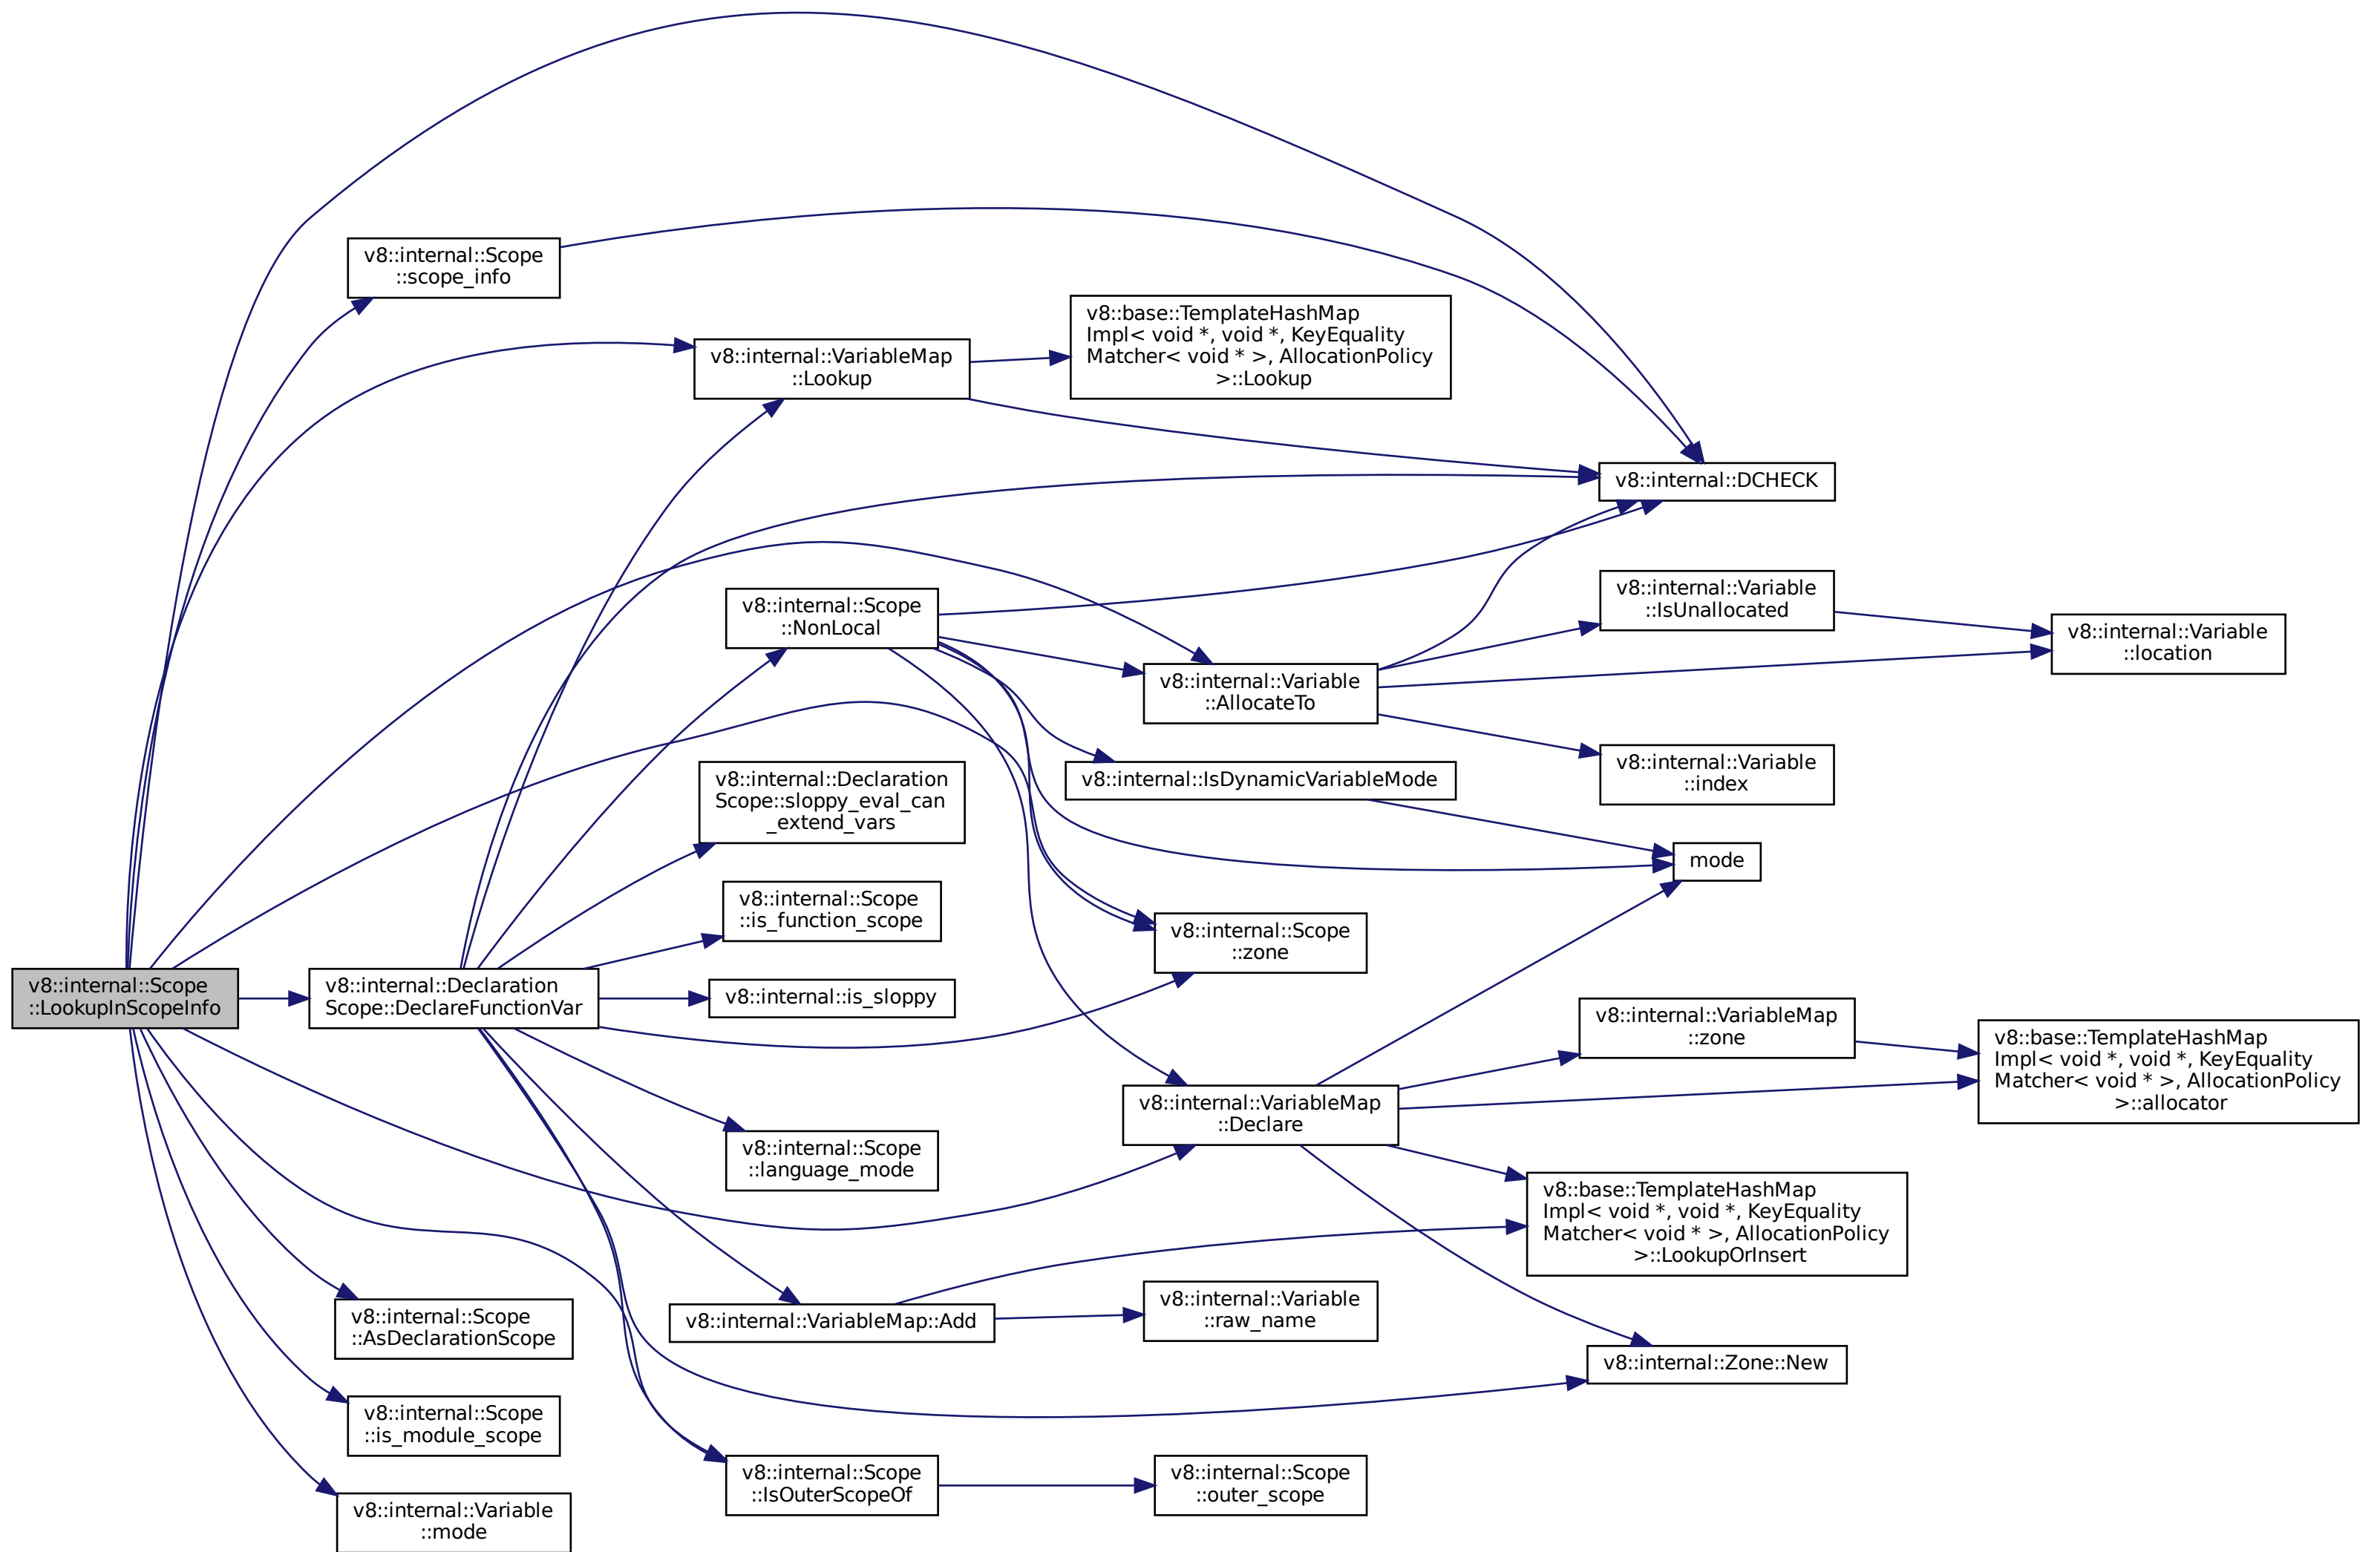 v8::internal::Scope
::scope_info
v8::base::TemplateHashMap
Impl< void *, void *, KeyEquality
Matcher< void * >, AllocationPolicy
>::Lookup
v8::internal::VariableMap
::Lookup
v8::internal::DCHECK
v8::internal::Variable
::IsUnallocated
v8::internal::Scope
::NonLocal
v8::internal::Variable
::location
v8::internal::Variable
::AllocateTo
v8::internal::Variable
::index
v8::internal::Declaration
Scope::sloppy_eval_can
_extend_vars
v8::internal::IsDynamicVariableMode
mode
v8::internal::Scope
::is_function_scope
v8::internal::Scope
::zone
v8::internal::Scope
::LookupInScopeInfo
v8::internal::Declaration
Scope::DeclareFunctionVar
v8::internal::is_sloppy
v8::internal::VariableMap
::zone
v8::base::TemplateHashMap
Impl< void *, void *, KeyEquality
Matcher< void * >, AllocationPolicy
>::allocator
v8::internal::VariableMap
::Declare
v8::internal::Scope
::language_mode
v8::base::TemplateHashMap
Impl< void *, void *, KeyEquality
Matcher< void * >, AllocationPolicy
>::LookupOrInsert
v8::internal::Scope
::AsDeclarationScope
v8::internal::VariableMap::Add
v8::internal::Variable
::raw_name
v8::internal::Zone::New
v8::internal::Scope
::is_module_scope
v8::internal::Scope
::IsOuterScopeOf
v8::internal::Scope
::outer_scope
v8::internal::Variable
::mode